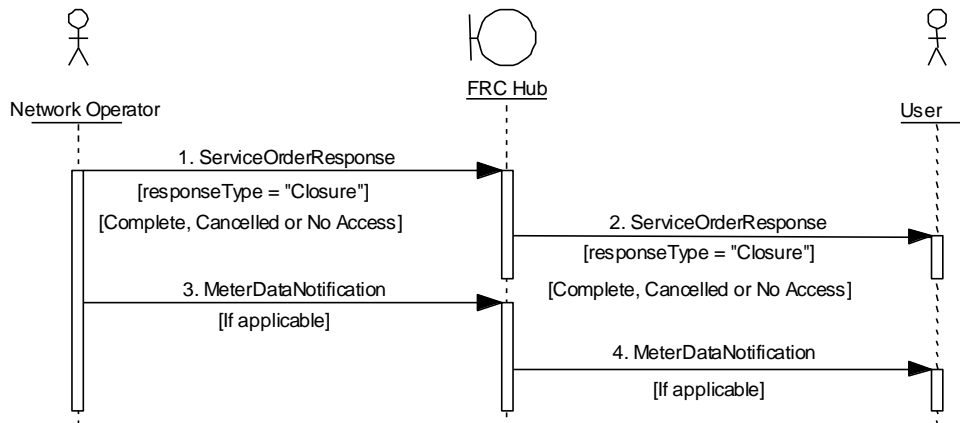 FRC Hub
Network Operator
User
1. ServiceOrderResponse
[responseType = "Closure"]
[Complete, Cancelled or No Access]
2. ServiceOrderResponse
[responseType = "Closure"]
[Complete, Cancelled or No Access]
3. MeterDataNotification
[If applicable]
4. MeterDataNotification
[If applicable]